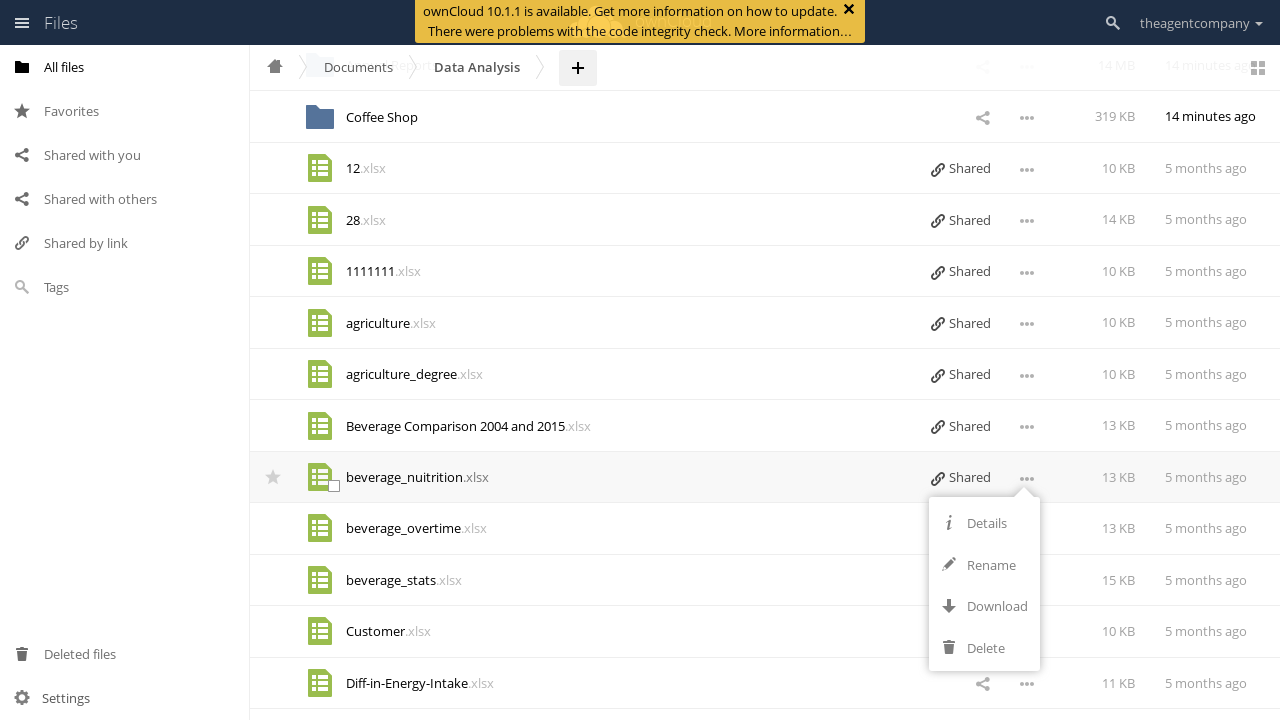 Files
ownCloud 10.1.1 is available. Get more information on how to update.
There were problems with the code integrity check. More information…
theagentcompany
All files
Favorites
Shared with you
Shared with others
Shared by link
Tags
Deleted files
Settings
Documents
Data Analysis
14 MB
14 minutes ago
Coffee Shop 319 KB 14 minutes ago
12.xlsx Shared 10 KB 5 months ago
28.xlsx Shared 14 KB 5 months ago
1111111.xlsx Shared 10 KB 5 months ago
agriculture.xlsx Shared 10 KB 5 months ago
agriculture_degree.xlsx Shared 10 KB 5 months ago
Beverage Comparison 2004 and 2015.xlsx Shared 13 KB 5 months ago
beverage_nuitrition.xlsx Shared 13 KB 5 months ago
beverage_overtime.xlsx 13 KB 5 months ago
beverage_stats.xlsx 15 KB 5 months ago
Customer.xlsx 10 KB 5 months ago
Diff-in-Energy-Intake.xlsx 11 KB 5 months ago
Details
Rename
Download
Delete